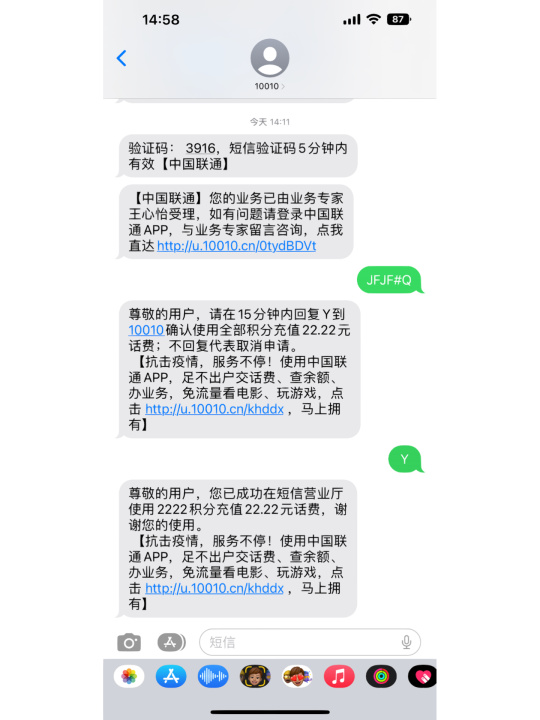 14:58
87
10010
今天 14:11
验证码： 3916，短信验证码5分钟内
有效【中国联通】
【中国联通】您的业务已由业务专家
王心怡受理，如有问题请登录中国联
通APP，与业务专家留言咨询，点我
直达 http://u.10010.cn/0tydBDVt
JFJF#Q
尊敬的用户，请在15分钟内回复Y到
10010确认使用全部积分充值22.22元
话费；不回复代表取消申请。
【抗击疫情，服务不停！使用中国联
通APP，足不出户交话费、查余额、
办业务，免流量看电影、玩游戏，点
击 http://u.10010.cn/khddx ，马上拥
有】
Y
尊敬的用户，您已成功在短信营业厅
使用2222积分充值22.22元话费，谢
谢您的使用。
【抗击疫情，服务不停！使用中国联
通APP，足不出户交话费、查余额、
办业务，免流量看电影、玩游戏，点
击 http://u.10010.cn/khddx ，马上拥
有】
短信